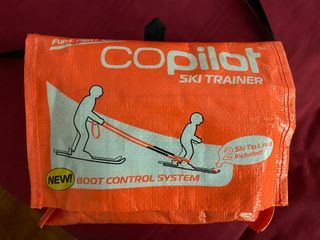 copilot
SKI TRAINER
2 Ski Tip Links
Included!
NEW!
BOOT CONTROL SYSTEM